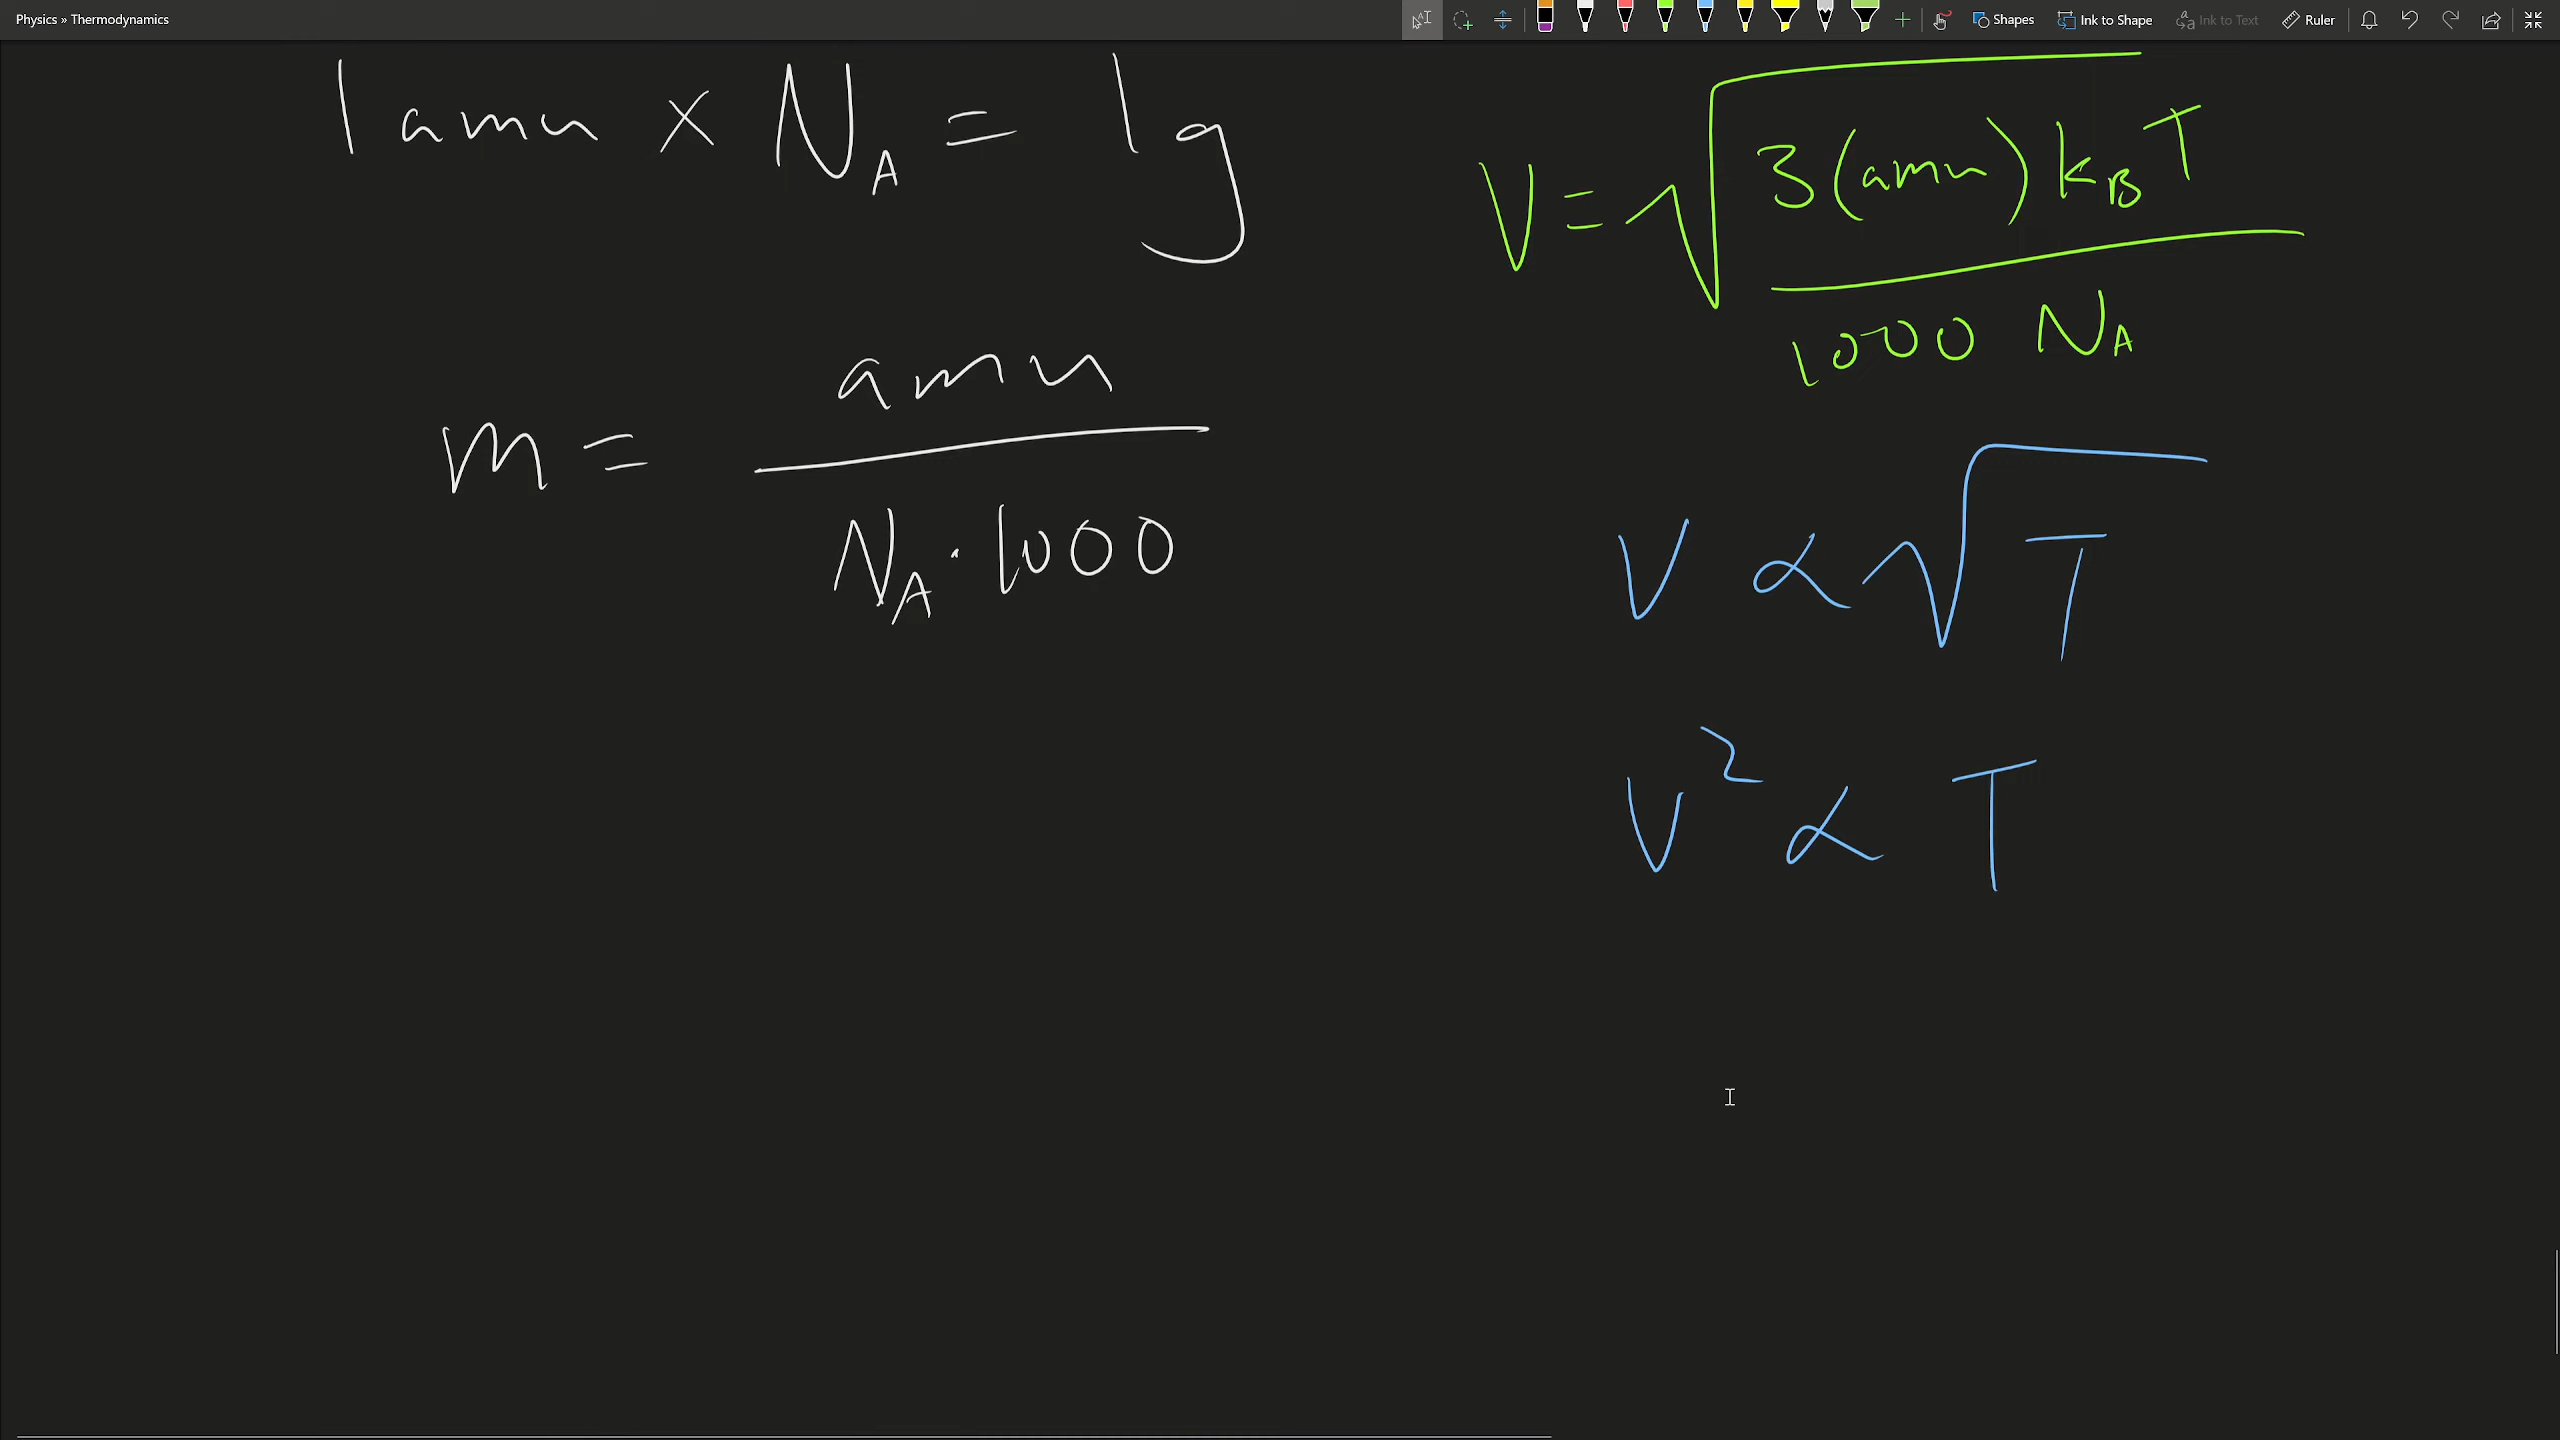 Physics » Thermodynamics
Shapes Ink to Shape Ink to Text Ruler
1 amu × N_A = 1g
m = amu / (N_A · 1000)
V = √(3(amu) k_B T / 1000 N_A)
V ∝ √T
V² ∝ T